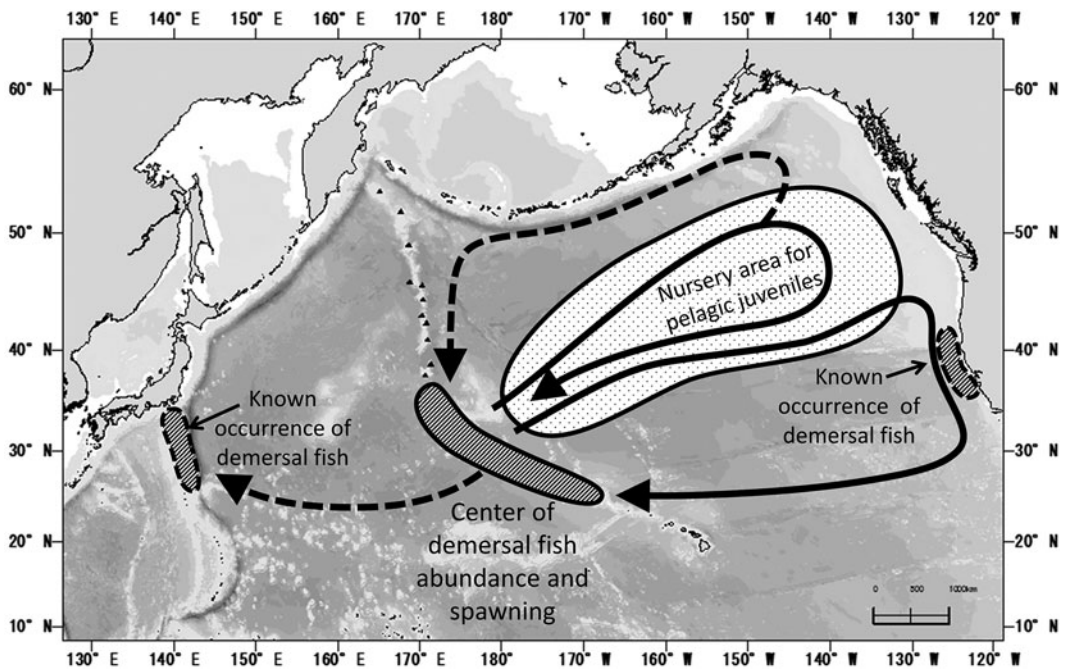 130° E 140° E 150° E 160° E 170° E 180° 170° W 160° W 150° W 140° W 130° W 120° W
60° N 60° N
50° N 50° N
Nursery area for
pelagic juveniles
40° N 40° N
Known
occurrence of
demersal fish
Known
occurrence of
demersal fish
30° N 30° N
Center of
demersal fish
abundance and
spawning
20° N 20° N
0 500 1000km
10° N 10° N
130° E 140° E 150° E 160° E 170° E 180° 170° W 160° W 150° W 140° W 130° W 120° W